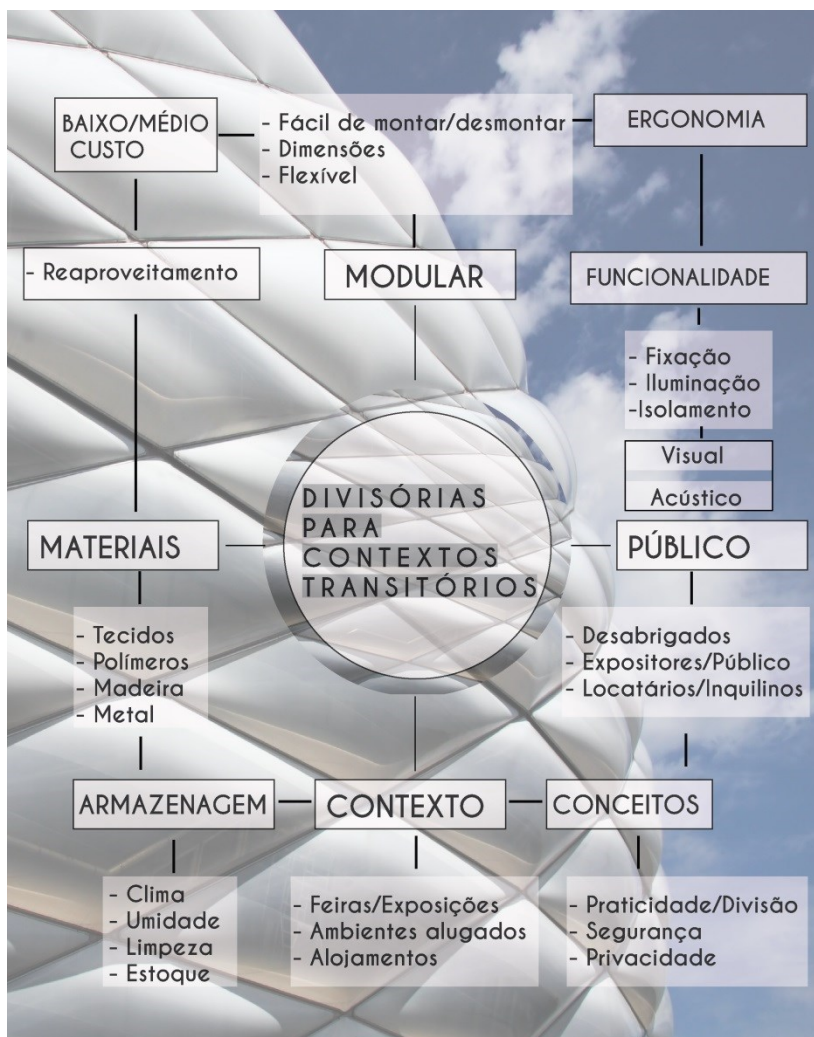 BAIXO/MÉDIO
CUSTO
- Fácil de montar/desmontar
- Dimensões
- Flexível
ERGONOMIA
- Reaproveitamento
MODULAR
FUNCIONALIDADE
- Fixação
- Iluminação
-Isolamento
Visual
Acústico
DIVISÓRIAS
PARA
CONTEXTOS
TRANSITÓRIOS
MATERIAIS
PÚBLICO
- Tecidos
- Polímeros
- Madeira
- Metal
- Desabrigados
- Expositores/Público
- Locatários/Inquilinos
ARMAZENAGEM
CONTEXTO
CONCEITOS
- Clima
- Umidade
- Limpeza
- Estoque
- Feiras/Exposições
- Ambientes alugados
- Alojamentos
- Praticidade/Divisão
- Segurança
- Privacidade